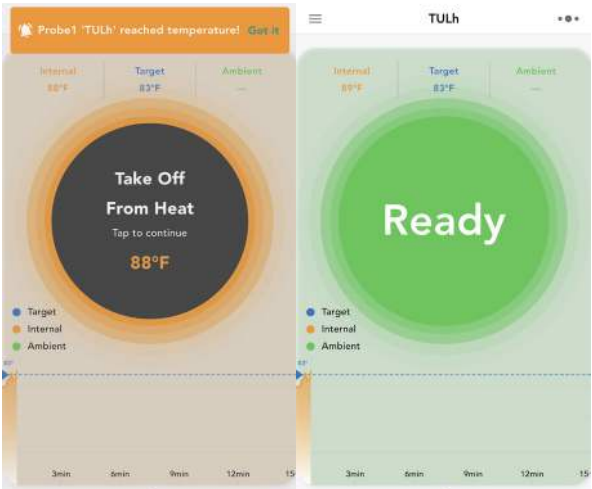 Probe1 'TULh' reached temperature! Got it
Internal Target Ambient
88°F 83°F —
Take Off
From Heat
Tap to continue
88°F
Target
Internal
Ambient
3min 6min 9min 12min 15
TULh
Internal Target Ambient
89°F 83°F —
Ready
Target
Internal
Ambient
3min 6min 9min 12min 15